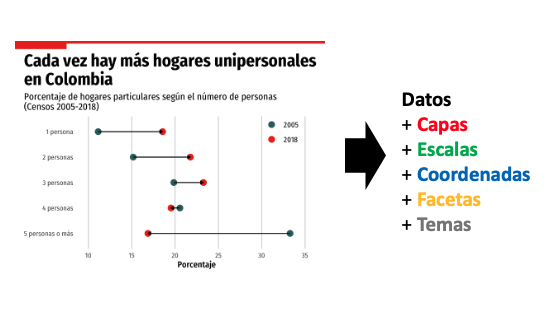 Cada vez hay más hogares unipersonales
en Colombia
Porcentaje de hogares particulares según el número de personas
(Censos 2005-2018)
2005
2018
1 persona
2 personas
3 personas
4 personas
5 personas o más
10 15 20 25 30 35
Porcentaje
Datos
+ Capas
+ Escalas
+ Coordenadas
+ Facetas
+ Temas